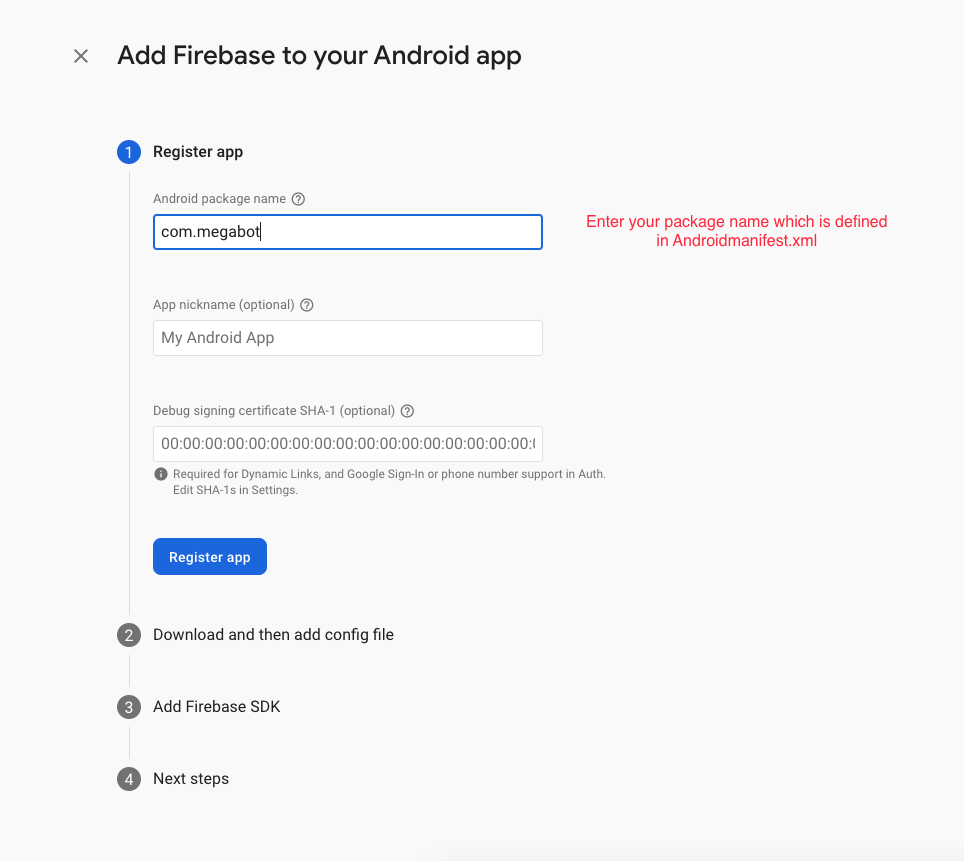 Add Firebase to your Android app
1 Register app
Android package name ?
com.megabot
Enter your package name which is defined
in Androidmanifest.xml
App nickname (optional) ?
My Android App
Debug signing certificate SHA-1 (optional) ?
00:00:00:00:00:00:00:00:00:00:00:00:00:00:00:00:00:
Required for Dynamic Links, and Google Sign-In or phone number support in Auth.
Edit SHA-1s in Settings.
Register app
2 Download and then add config file
3 Add Firebase SDK
4 Next steps